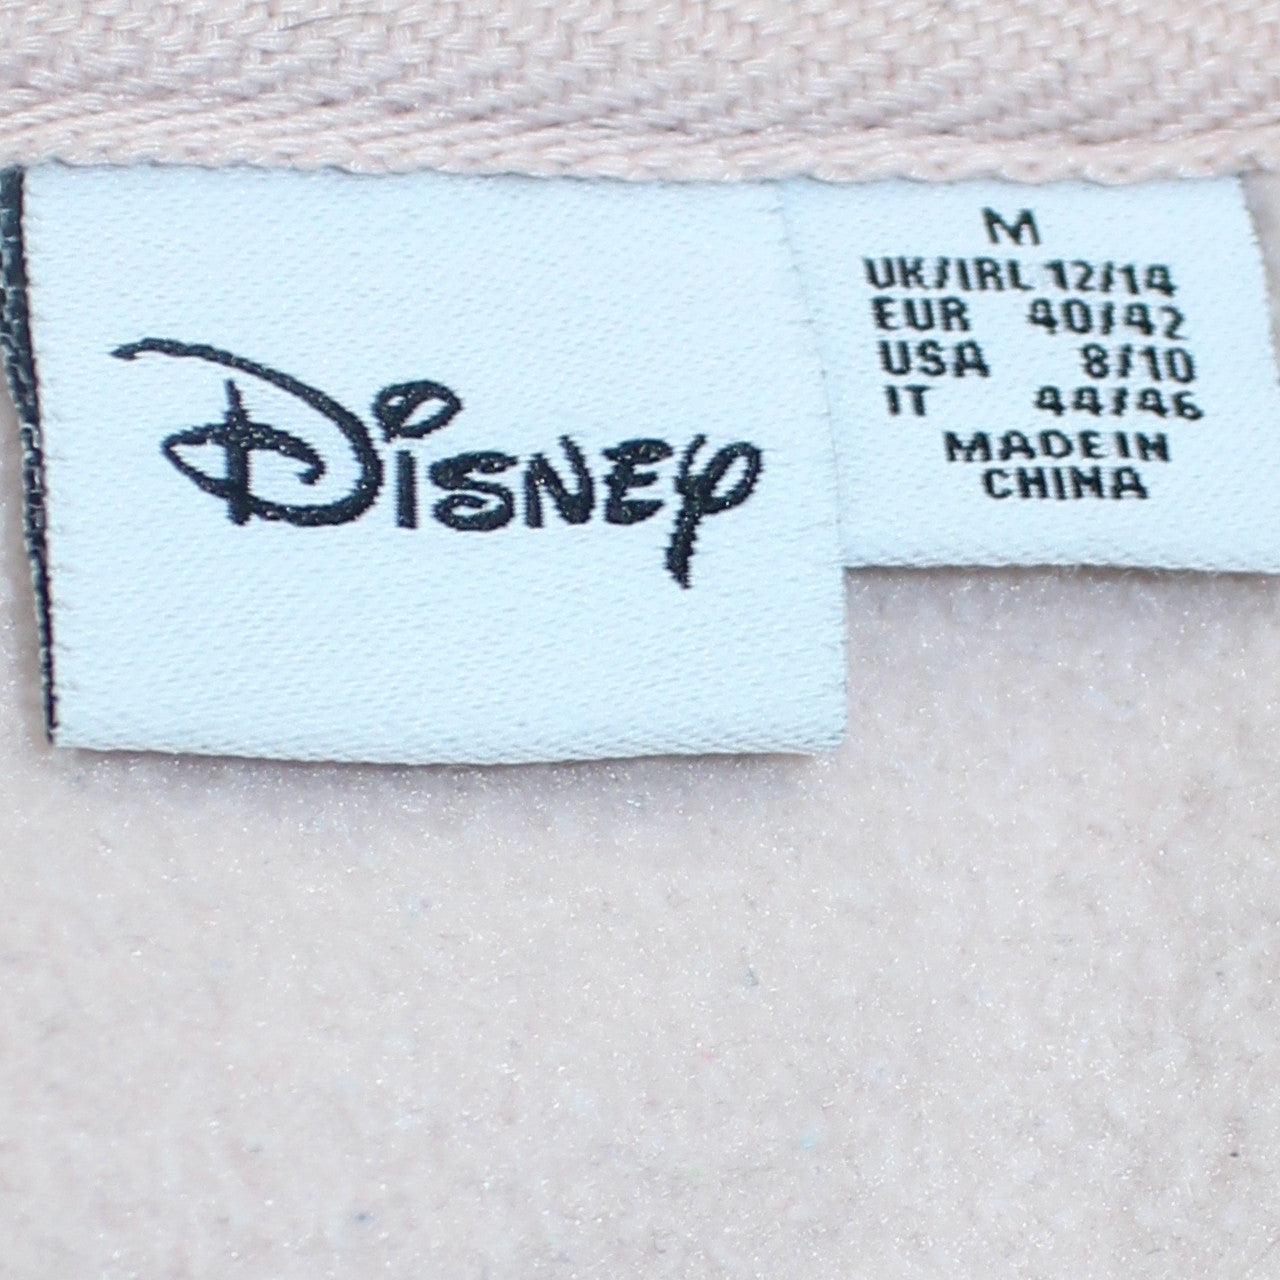 Disney
M
UK/IRL 12/14
EUR 40/42
USA 8/10
IT 44/46
MADE IN
CHINA